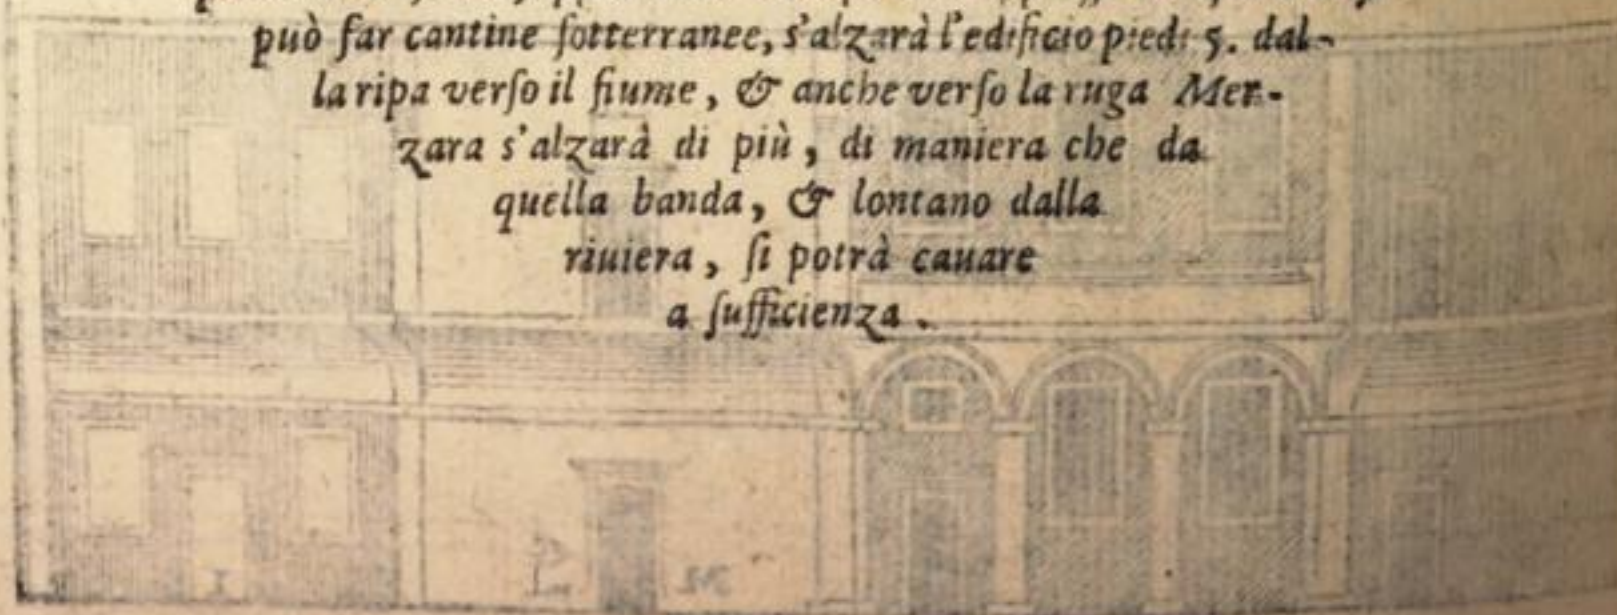 può far cantine ſotterranee, s'alzarà l'edificio piedi 5. dal-
la ripa verſo il fiume, & anche verſo la ruga Mer-
zara s'alzarà di più, di maniera che da
quella banda, & lontano dalla
riuiera, ſi potrà cauare
a ſufficienza.